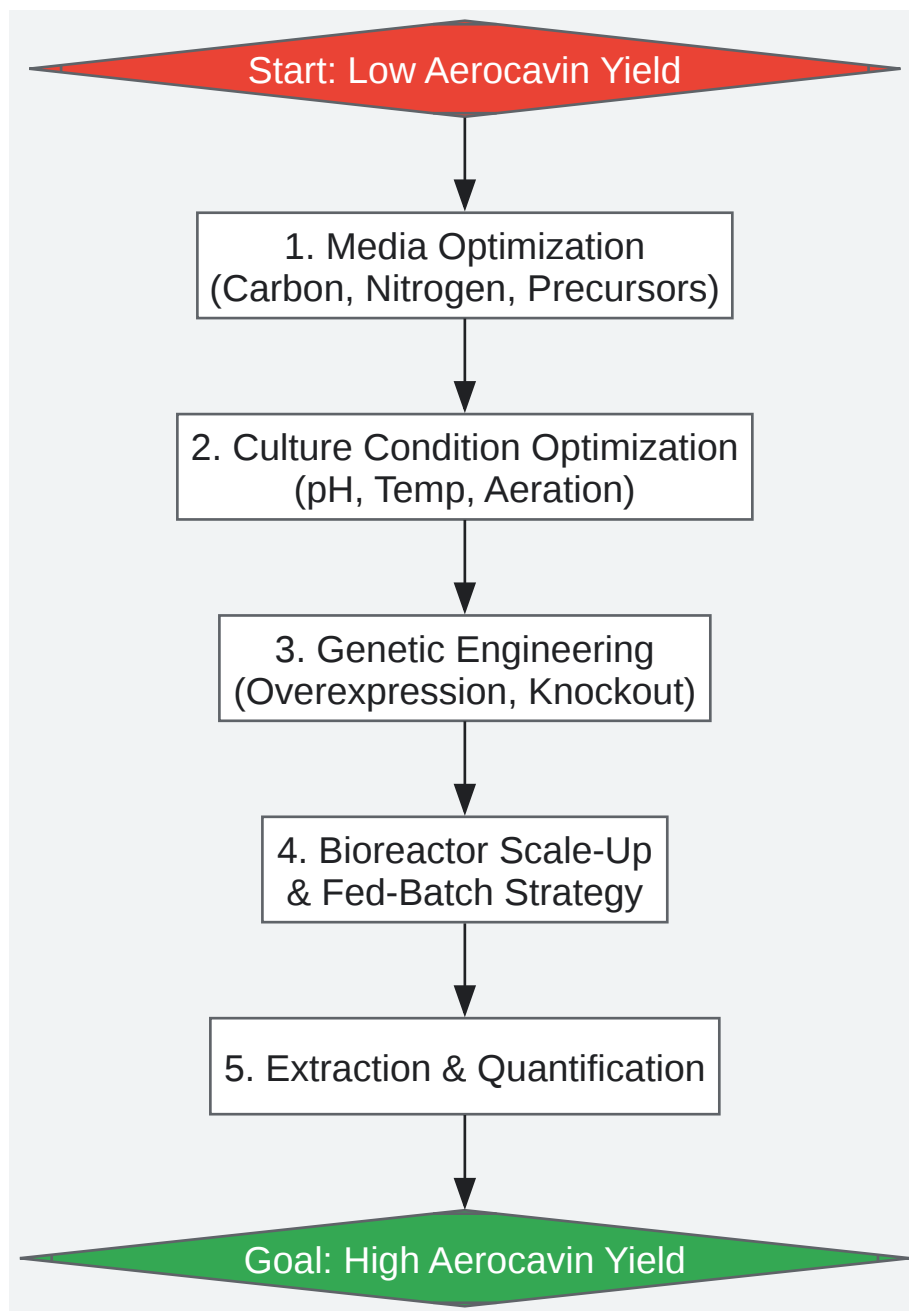 Start: Low Aerocavin Yield
1. Media Optimization
(Carbon, Nitrogen, Precursors)
2. Culture Condition Optimization
(pH, Temp, Aeration)
3. Genetic Engineering
(Overexpression, Knockout)
4. Bioreactor Scale-Up
& Fed-Batch Strategy
5. Extraction & Quantification
Goal: High Aerocavin Yield